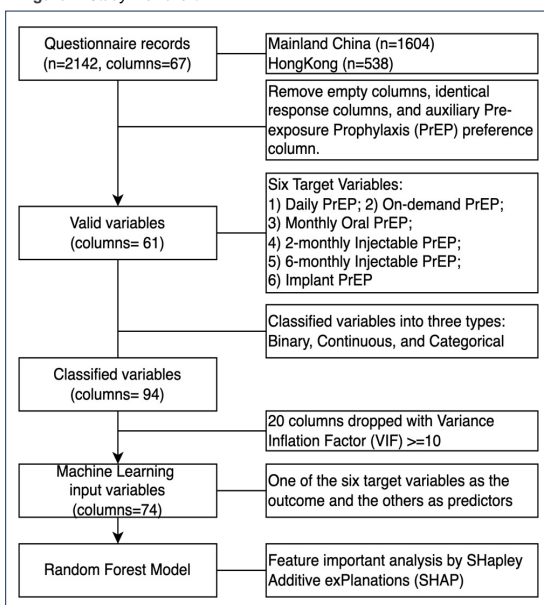 Questionnaire records
(n=2142, columns=67)
Mainland China (n=1604)
HongKong (n=538)
Remove empty columns, identical
response columns, and auxiliary Pre-
exposure Prophylaxis (PrEP) preference
column.
Valid variables
(columns= 61)
Six Target Variables:
1) Daily PrEP; 2) On-demand PrEP;
3) Monthly Oral PrEP;
4) 2-monthly Injectable PrEP;
5) 6-monthly Injectable PrEP;
6) Implant PrEP
Classified variables into three types:
Binary, Continuous, and Categorical
Classified variables
(columns= 94)
20 columns dropped with Variance
Inflation Factor (VIF) >=10
Machine Learning
input variables
(columns=74)
One of the six target variables as the
outcome and the others as predictors
Random Forest Model
Feature important analysis by SHapley
Additive exPlanations (SHAP)